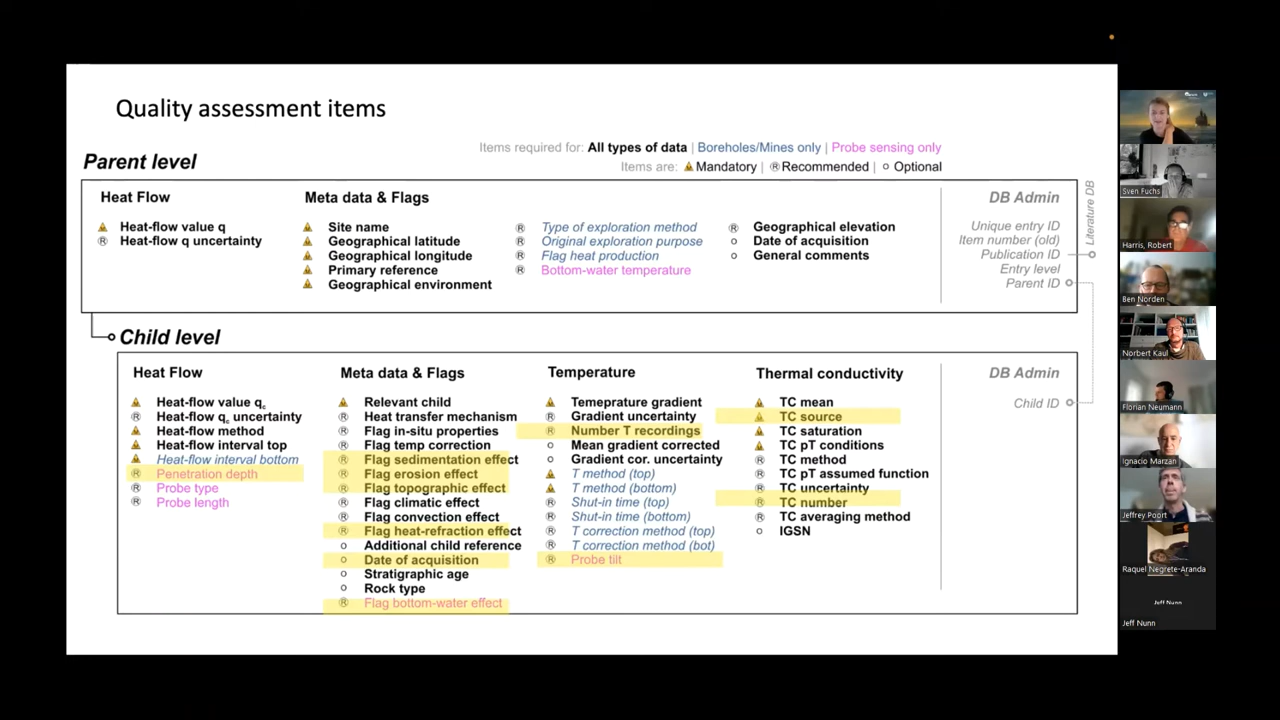 Quality assessment items
Items required for: All types of data | Boreholes/Mines only | Probe sensing only
Items are: Mandatory | Ⓡ Recommended | o Optional
Parent level
Heat Flow
Heat-flow value q
Ⓡ Heat-flow q uncertainty
Meta data & Flags
Site name
Geographical latitude
Geographical longitude
Primary reference
Geographical environment
Ⓡ Type of exploration method
Ⓡ Original exploration purpose
Ⓡ Flag heat production
Ⓡ Bottom-water temperature
Ⓡ Geographical elevation
o Date of acquisition
o General comments
DB Admin
Unique entry ID
Item number (old)
Publication ID
Entry level
Parent ID
Literature DB
Child level
Heat Flow
Heat-flow value qc
Ⓡ Heat-flow qc uncertainty
Heat-flow method
Heat-flow interval top
Heat-flow interval bottom
Ⓡ Penetration depth
Ⓡ Probe type
Ⓡ Probe length
Meta data & Flags
Relevant child
Ⓡ Heat transfer mechanism
Ⓡ Flag in-situ properties
Ⓡ Flag temp correction
Ⓡ Flag sedimentation effect
Ⓡ Flag erosion effect
Ⓡ Flag topographic effect
Ⓡ Flag climatic effect
Ⓡ Flag convection effect
Ⓡ Flag heat-refraction effect
o Additional child reference
o Date of acquisition
o Stratigraphic age
o Rock type
Ⓡ Flag bottom-water effect
Temperature
Temeprature gradient
Ⓡ Gradient uncertainty
Ⓡ Number T recordings
o Mean gradient corrected
o Gradient cor. uncertainty
T method (top)
T method (bottom)
Ⓡ Shut-in time (top)
Ⓡ Shut-in time (bottom)
Ⓡ T correction method (top)
Ⓡ T correction method (bot)
Ⓡ Probe tilt
Thermal conductivity
TC mean
TC source
TC saturation
TC pT conditions
Ⓡ TC method
Ⓡ TC pT assumed function
Ⓡ TC uncertainty
Ⓡ TC number
Ⓡ TC averaging method
o IGSN
DB Admin
Child ID
Sven Fuchs
Harris, Robert
Ben Norden
Norbert Kaul
Florian Neumann
Ignacio Marzan
Jeffrey Poort
Raquel Negrete-Aranda
Jeff Nunn
Jeff Nunn